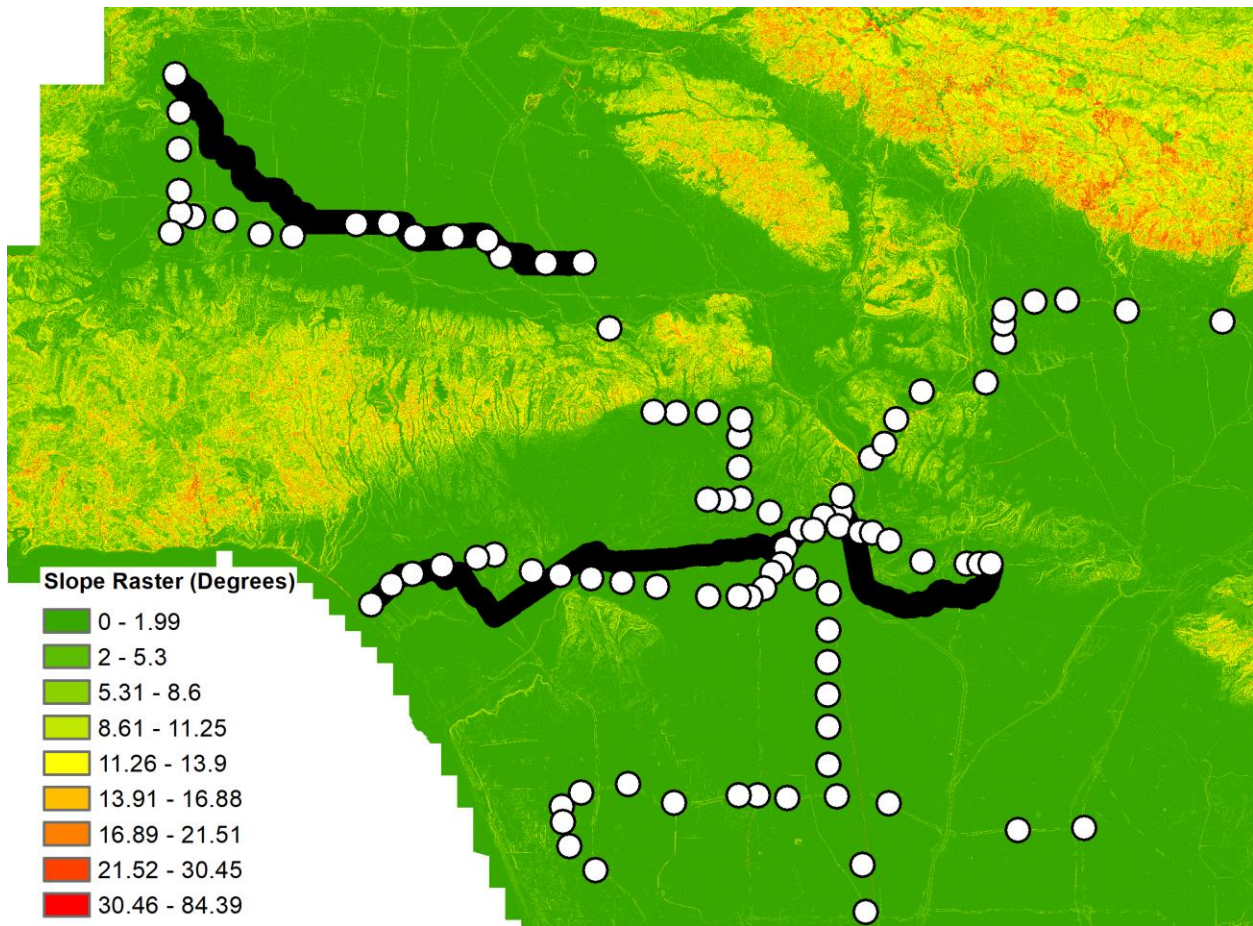 Slope Raster (Degrees)
0 - 1.99
2 - 5.3
5.31 - 8.6
8.61 - 11.25
11.26 - 13.9
13.91 - 16.88
16.89 - 21.51
21.52 - 30.45
30.46 - 84.39